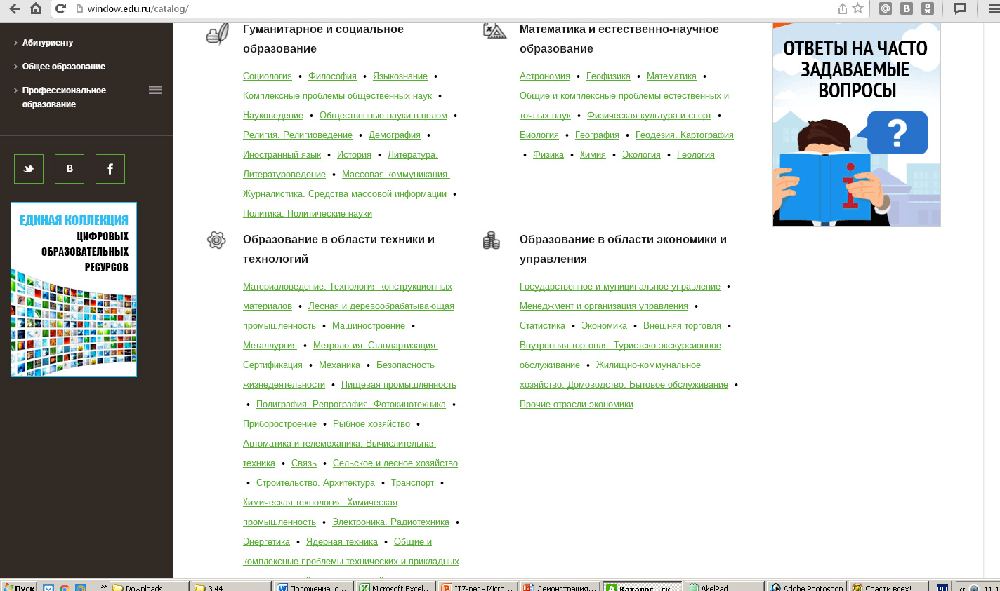 window.edu.ru/catalog/
Абитуриенту
Общее образование
Профессиональное
образование
В
f
ЕДИНАЯ КОЛЛЕКЦИЯ
ЦИФРОВЫХ
ОБРАЗОВАТЕЛЬНЫХ
РЕСУРСОВ
Гуманитарное и социальное
образование
Социология • Философия • Языкознание •
Комплексные проблемы общественных наук •
Науковедение • Общественные науки в целом •
Религия. Религиоведение • Демография •
Иностранный язык • История • Литература.
Литературоведение • Массовая коммуникация.
Журналистика. Средства массовой информации •
Политика. Политические науки
Математика и естественно-научное
образование
Астрономия • Геофизика • Математика •
Общие и комплексные проблемы естественных и
точных наук • Физическая культура и спорт •
Биология • География • Геодезия. Картография
• Физика • Химия • Экология • Геология
Образование в области техники и
технологий
Материаловедение. Технология конструкционных
материалов • Лесная и деревообрабатывающая
промышленность • Машиностроение •
Металлургия • Метрология. Стандартизация.
Сертификация • Механика • Безопасность
жизнедеятельности • Пищевая промышленность
• Полиграфия. Репрография. Фотокинотехника •
Приборостроение • Рыбное хозяйство •
Автоматика и телемеханика. Вычислительная
техника • Связь • Сельское и лесное хозяйство
• Строительство. Архитектура • Транспорт •
Химическая технология. Химическая
промышленность • Электроника. Радиотехника •
Энергетика • Ядерная техника • Общие и
комплексные проблемы технических и прикладных
Образование в области экономики и
управления
Государственное и муниципальное управление •
Менеджмент и организация управления •
Статистика • Экономика • Внешняя торговля •
Внутренняя торговля. Туристско-экскурсионное
обслуживание • Жилищно-коммунальное
хозяйство. Домоводство. Бытовое обслуживание •
Прочие отрасли экономики
ОТВЕТЫ НА ЧАСТО
ЗАДАВАЕМЫЕ
ВОПРОСЫ
?
i
Пуск
»
Downloads
3.44
Положение_о ...
Microsoft Excel...
IT7-net - Micro...
Демонстрация...
Каталог - ск...
AkelPad
Adobe Photoshop
Спасти всех!
RU
«